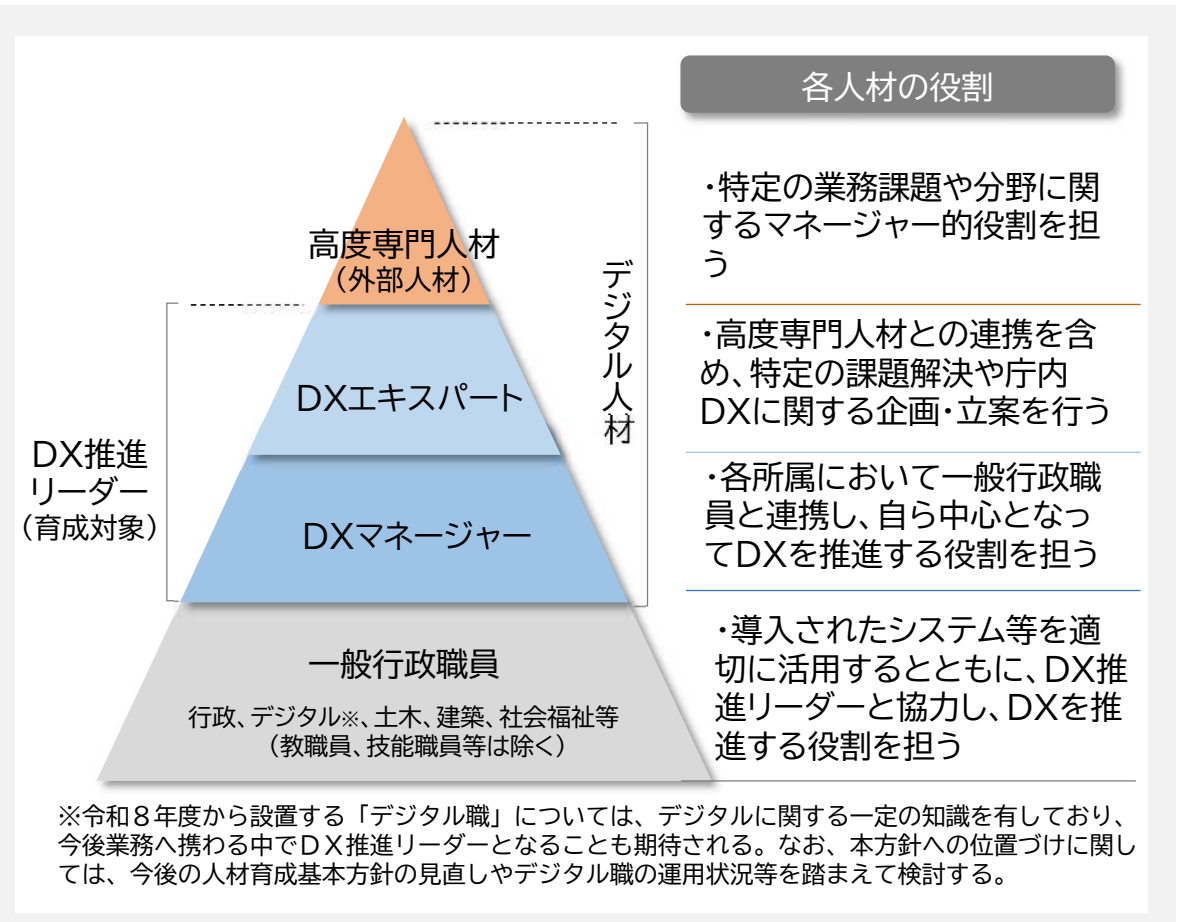 各人材の役割
高度専門人材
（外部人材）
DXエキスパート
DXマネージャー
一般行政職員
行政、デジタル※、土木、建築、社会福祉等
（教職員、技能職員等は除く）
DX推進
リーダー
（育成対象）
デジタル人材
・特定の業務課題や分野に関
するマネージャー的役割を担
う
・高度専門人材との連携を含
め、特定の課題解決や庁内
DXに関する企画・立案を行う
・各所属において一般行政職
員と連携し、自ら中心となっ
てDXを推進する役割を担う
・導入されたシステム等を適
切に活用するとともに、DX推
進リーダーと協力し、DXを推
進する役割を担う
※令和８年度から設置する「デジタル職」については、デジタルに関する一定の知識を有しており、
今後業務へ携わる中でＤＸ推進リーダーとなることも期待される。なお、本方針への位置づけに関し
ては、今後の人材育成基本方針の見直しやデジタル職の運用状況等を踏まえて検討する。